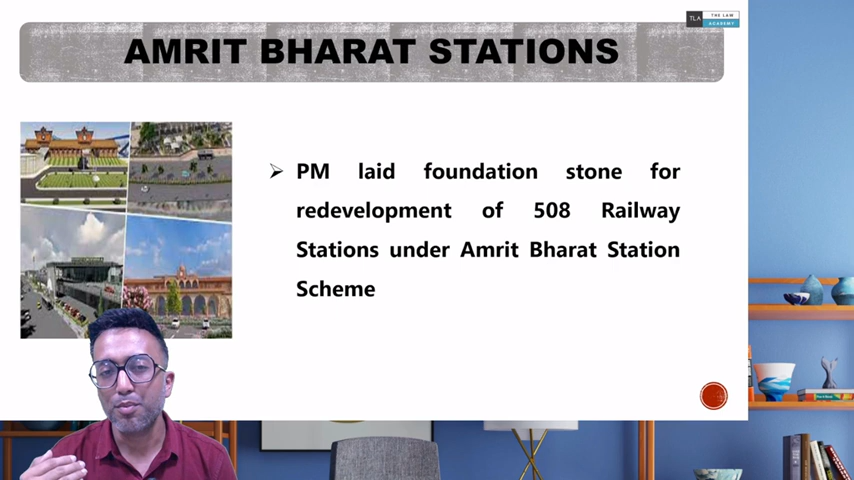 TLA
THE LAW
ACADEMY
AMRIT BHARAT STATIONS
PM laid foundation stone for
redevelopment of 508 Railway
Stations under Amrit Bharat Station
Scheme